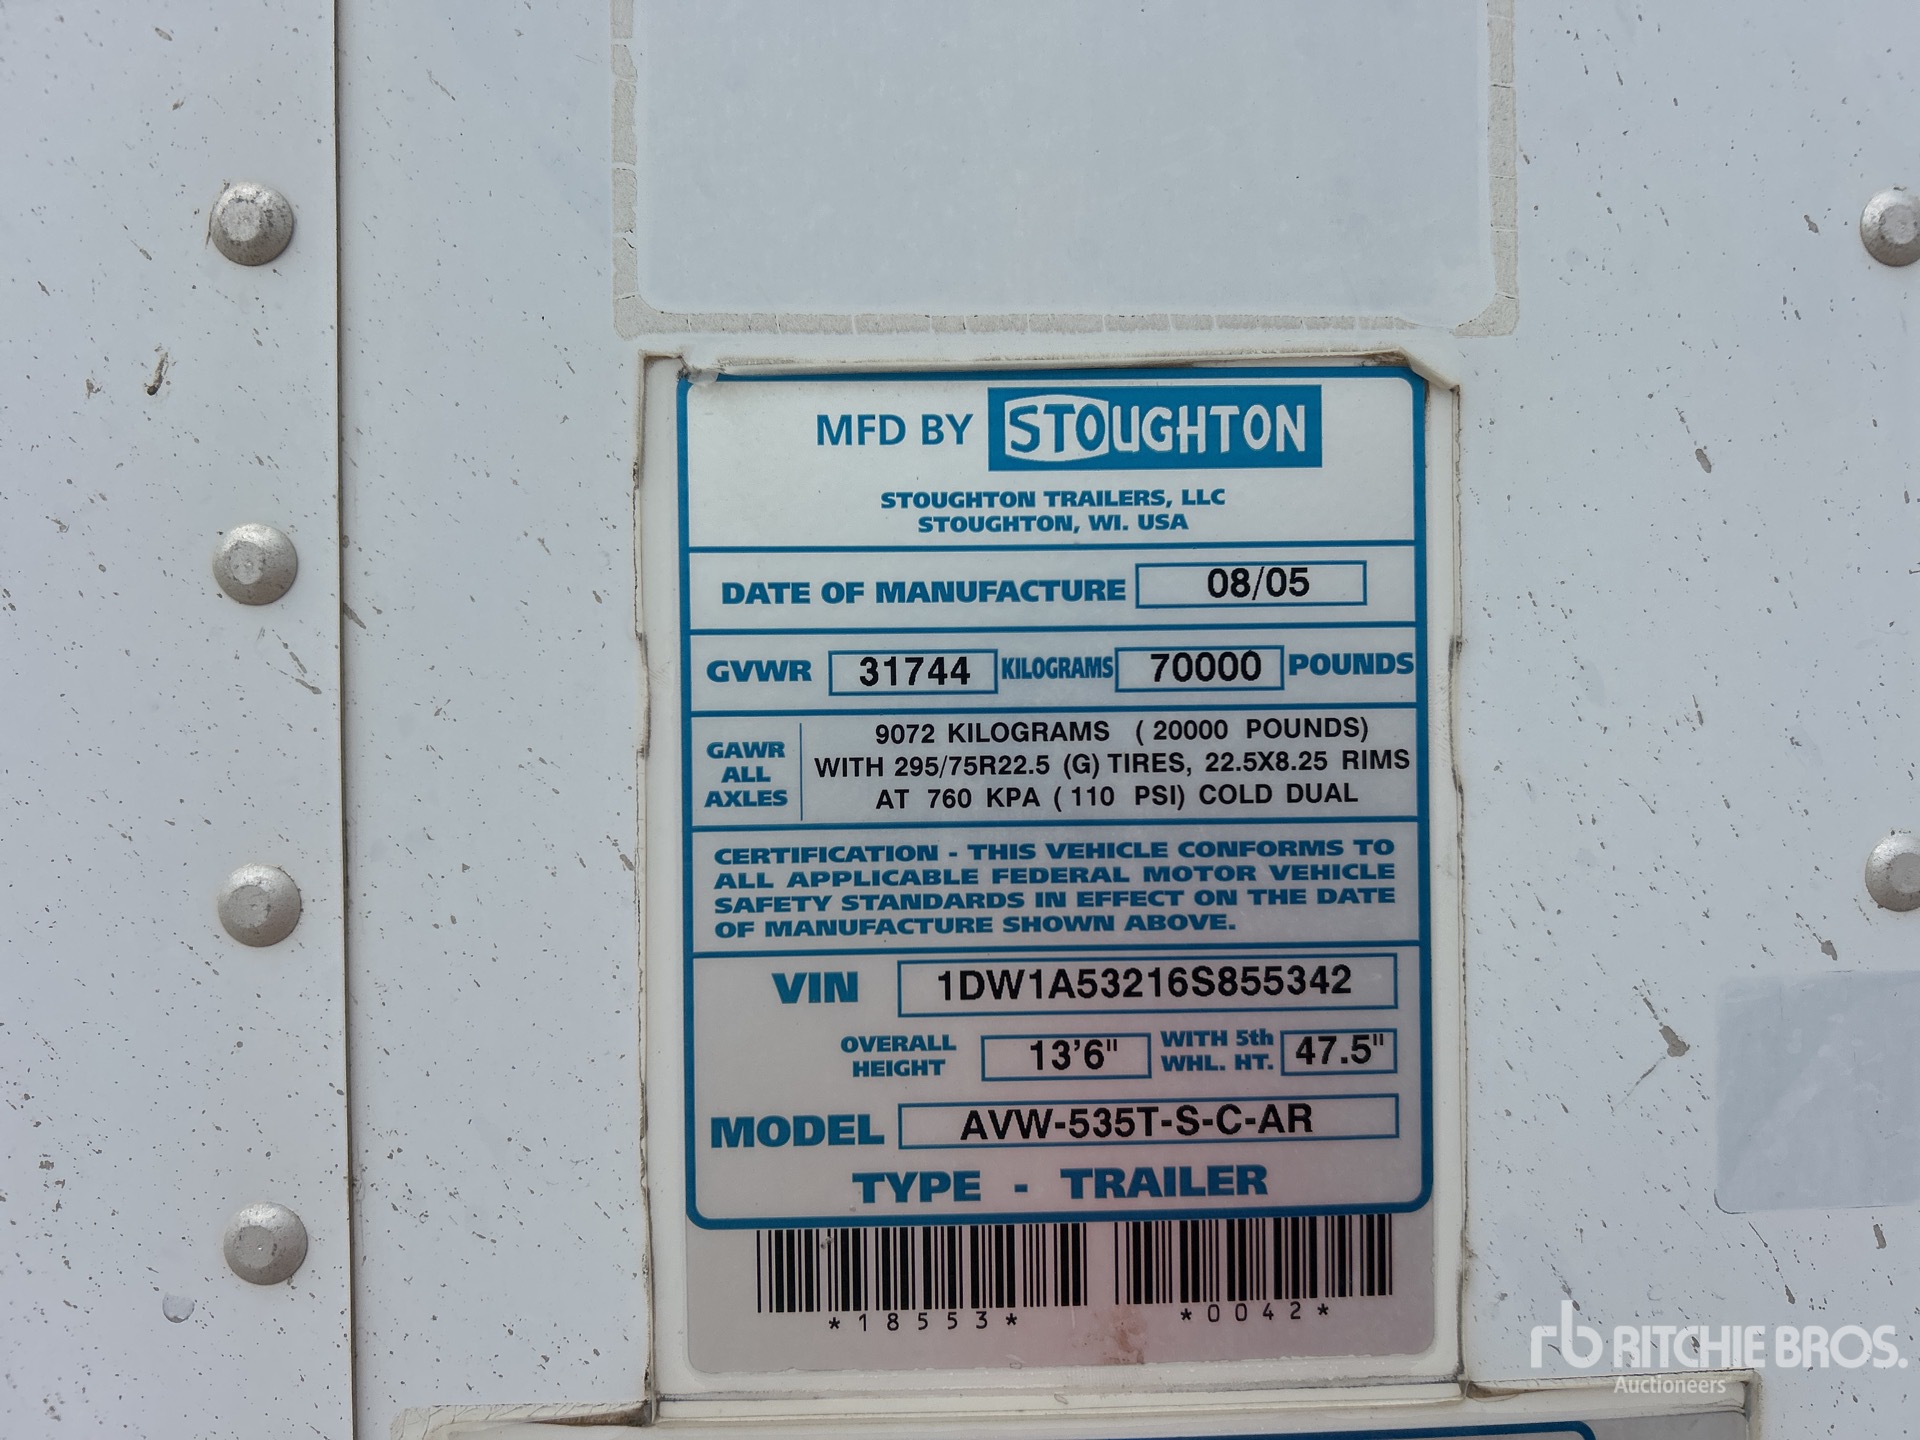 MFD BY STOUGHTON
STOUGHTON TRAILERS, LLC
STOUGHTON, WI. USA
DATE OF MANUFACTURE 08/05
GVWR 31744 KILOGRAMS 70000 POUNDS
GAWR ALL AXLES
9072 KILOGRAMS ( 20000 POUNDS)
WITH 295/75R22.5 (G) TIRES, 22.5X8.25 RIMS
AT 760 KPA ( 110 PSI) COLD DUAL
CERTIFICATION - THIS VEHICLE CONFORMS TO
ALL APPLICABLE FEDERAL MOTOR VEHICLE
SAFETY STANDARDS IN EFFECT ON THE DATE
OF MANUFACTURE SHOWN ABOVE.
VIN 1DW1A53216S855342
OVERALL HEIGHT 13'6" WITH 5th WHL. HT. 47.5"
MODEL AVW-535T-S-C-AR
TYPE - TRAILER
*18553* *0042*
rb RITCHIE BROS.
Auctioneers